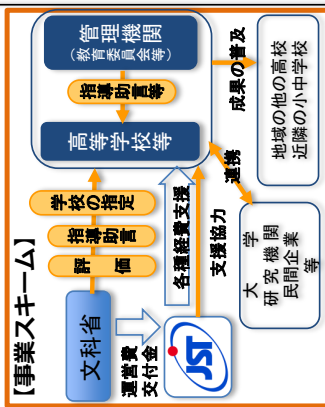 【事業スキーム】
文科省
学校の指定
指導助言
評価
管理機関
（教育委員会等）
指導助言等
高等学校等
運営費
交付金
JST
各種経費支援
支援協力
連携
大学
研究機関
民間企業
等
成果の普及
地域の他の高校
近隣の小中学校